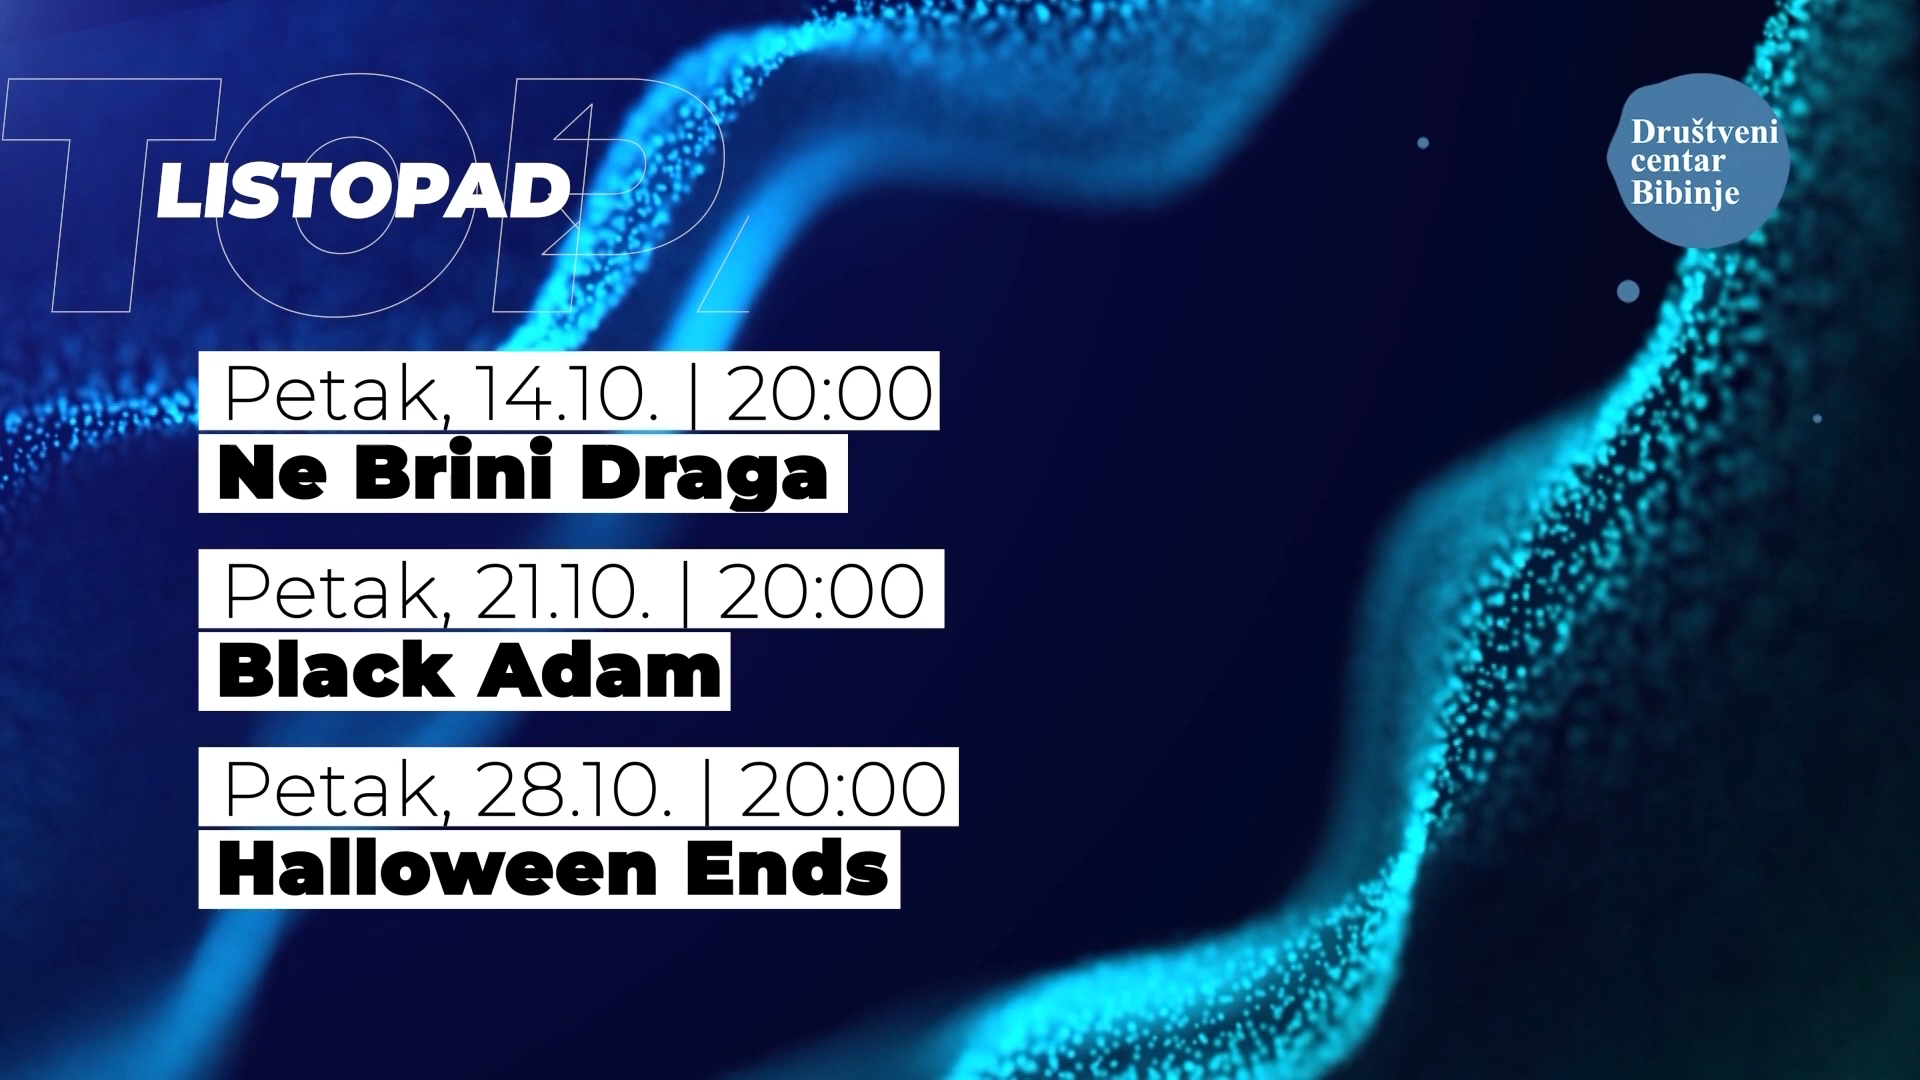 LISTOPAD
Društveni
centar
Bibinje
Petak, 14.10. | 20:00
Ne Brini Draga
Petak, 21.10. | 20:00
Black Adam
Petak, 28.10. | 20:00
Halloween Ends